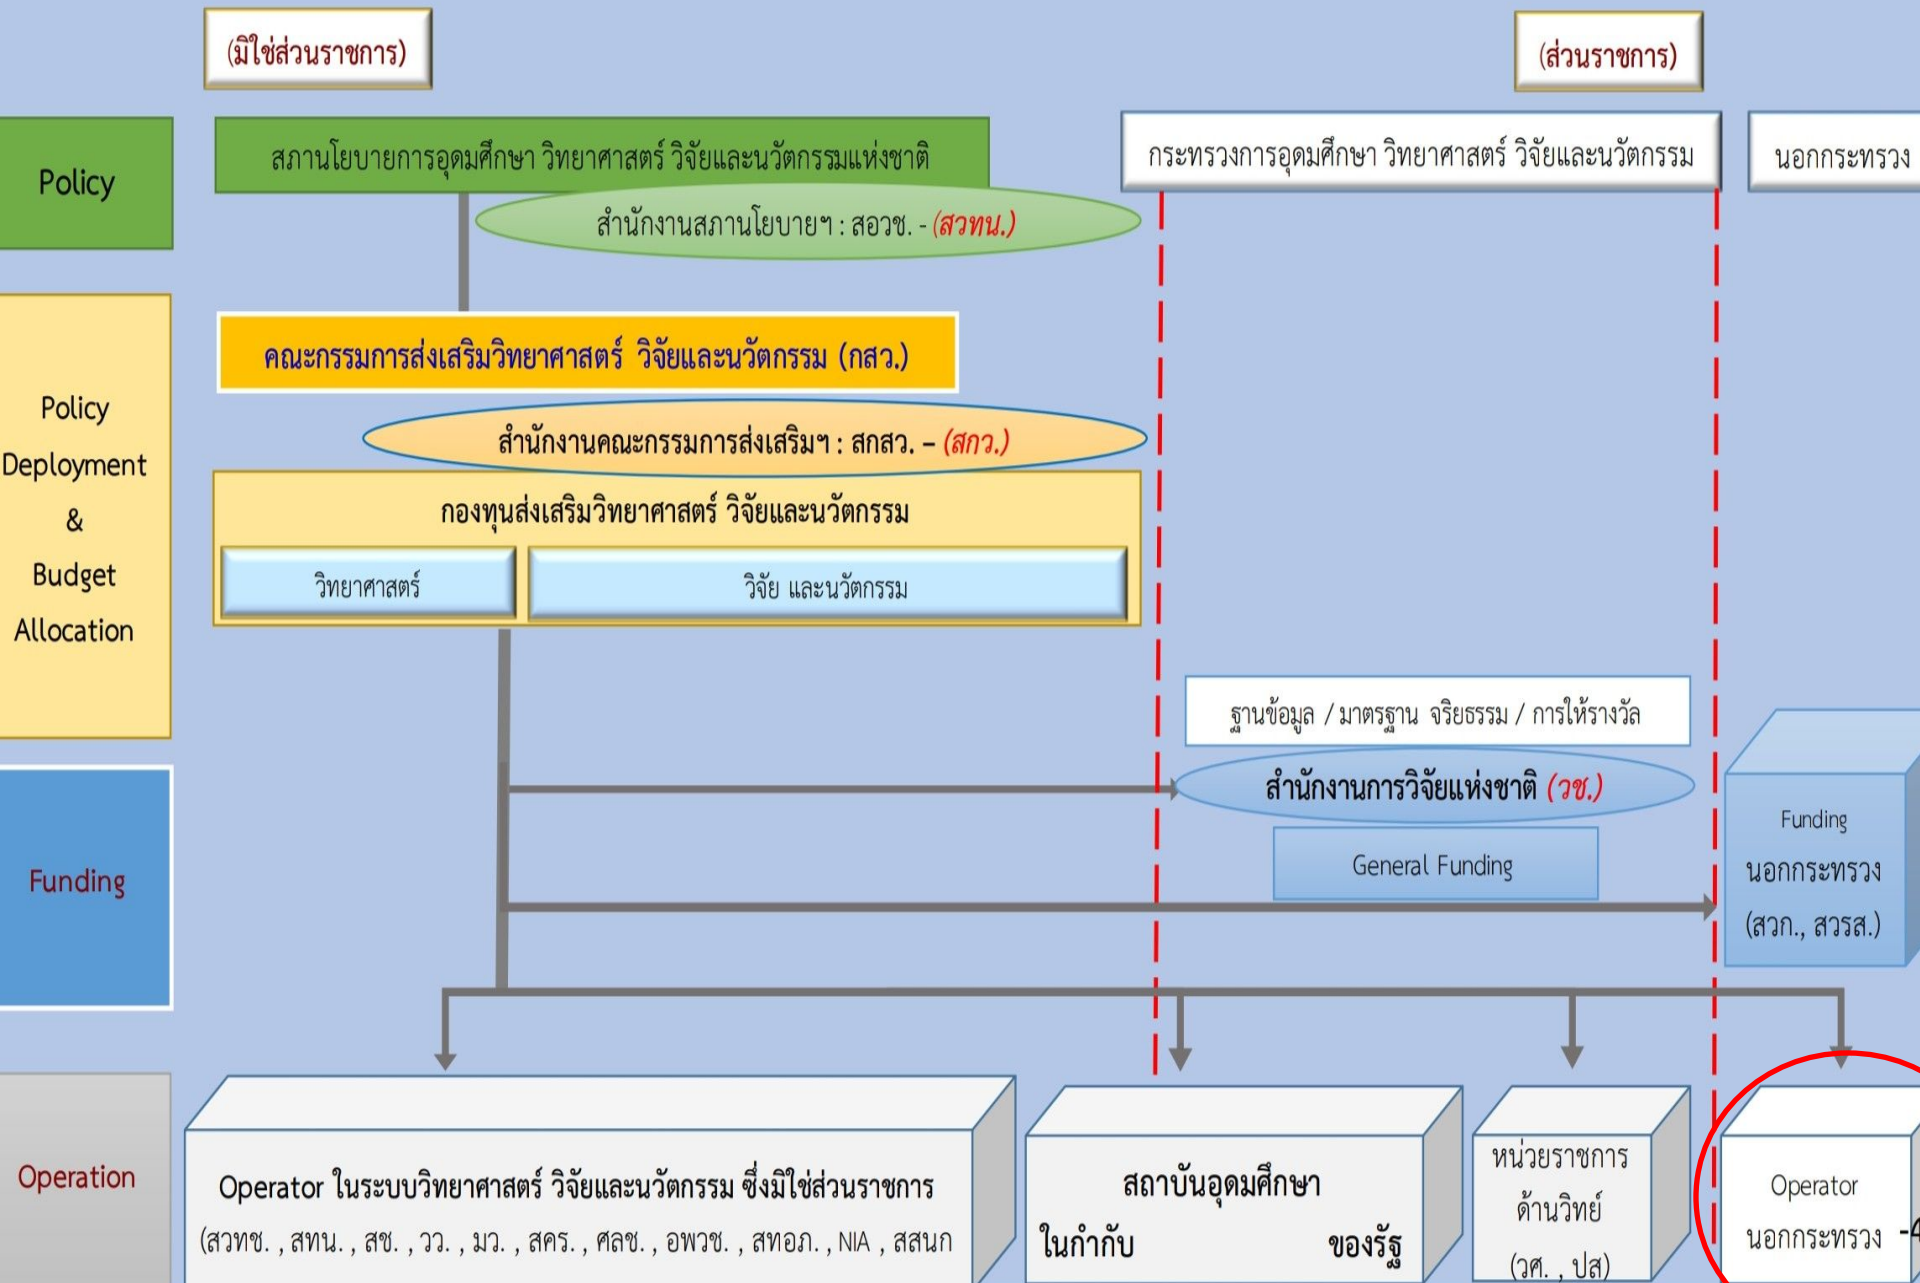 (มิใช่ส่วนราชการ)
(ส่วนราชการ)
Policy
สภานโยบายการอุดมศึกษา วิทยาศาสตร์ วิจัยและนวัตกรรมแห่งชาติ
กระทรวงการอุดมศึกษา วิทยาศาสตร์ วิจัยและนวัตกรรม
นอกกระทรวง
สำนักงานสภานโยบายฯ : สอวช. - (สวทน.)
Policy
Deployment
&
Budget
Allocation
คณะกรรมการส่งเสริมวิทยาศาสตร์ วิจัยและนวัตกรรม (กสว.)
สำนักงานคณะกรรมการส่งเสริมฯ : สกสว. – (สกว.)
กองทุนส่งเสริมวิทยาศาสตร์ วิจัยและนวัตกรรม
วิทยาศาสตร์
วิจัย และนวัตกรรม
ฐานข้อมูล / มาตรฐาน จริยธรรม / การให้รางวัล
สำนักงานการวิจัยแห่งชาติ (วช.)
General Funding
Funding
Funding
นอกกระทรวง
(สวก., สวรส.)
Operation
Operator ในระบบวิทยาศาสตร์ วิจัยและนวัตกรรม ซึ่งมิใช่ส่วนราชการ
(สวทช. , สทน. , สช. , วว. , มว. , สคร. , ศลช. , อพวช. , สทอภ. , NIA , สสนก
สถาบันอุดมศึกษา
ในกำกับ ของรัฐ
หน่วยราชการ
ด้านวิทย์
(วศ. , ปส)
Operator
นอกกระทรวง -4